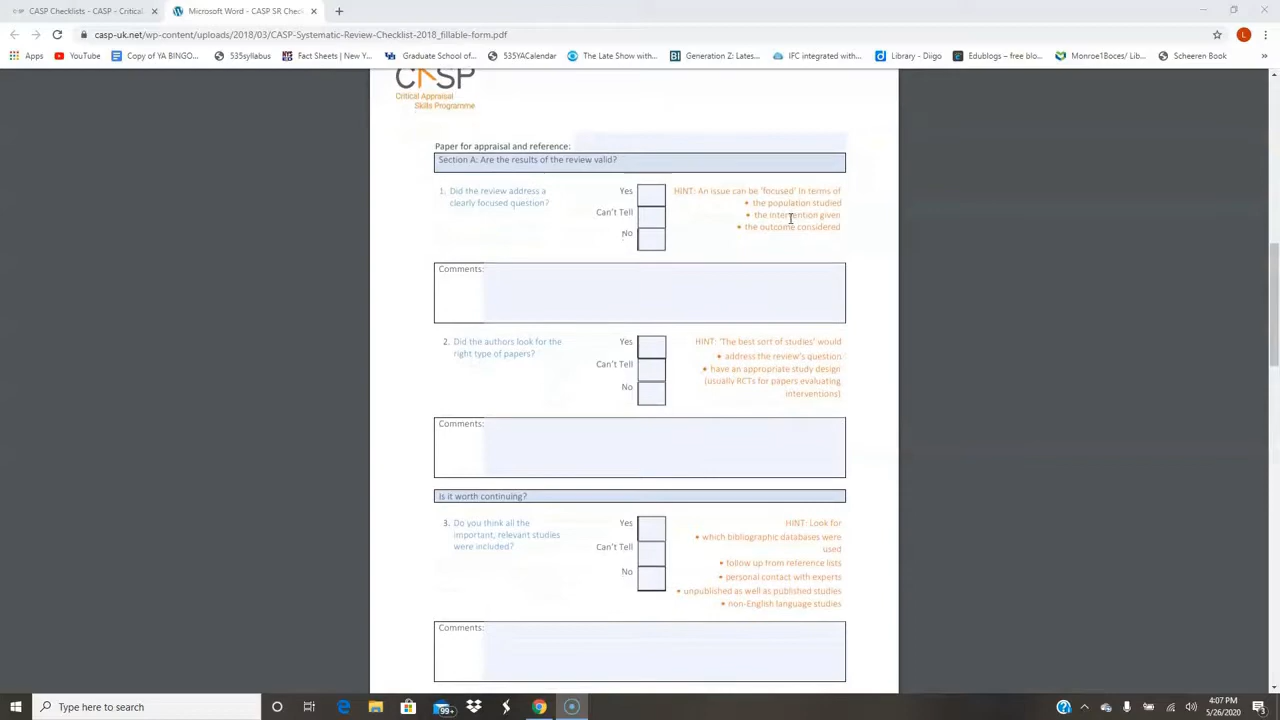 CASP Checklists - CASP - Critical
Microsoft Word - CASP SR Check
casp-uk.net/wp-content/uploads/2018/03/CASP-Systematic-Review-Checklist-2018_fillable-form.pdf
L
Apps
YouTube
Copy of YA BINGO...
535syllabus
Fact Sheets | New Y...
Graduate School of...
535YACalendar
The Late Show with...
Generation Z: Lates...
IFC integrated with...
Library - Diigo
Edublogs – free blo...
Monroe1Boces/ Lib...
Scheeren Book
CASP
Critical Appraisal
Skills Programme
Paper for appraisal and reference:
Section A: Are the results of the review valid?
1. Did the review address a
clearly focused question?
Yes
Can't Tell
No
HINT: An issue can be 'focused' In terms of
• the population studied
• the intervention given
• the outcome considered
Comments:
2. Did the authors look for the
right type of papers?
Yes
Can't Tell
No
HINT: 'The best sort of studies' would
• address the review's question
• have an appropriate study design
(usually RCTs for papers evaluating
interventions)
Comments:
Is it worth continuing?
3. Do you think all the
important, relevant studies
were included?
Yes
Can't Tell
No
HINT: Look for
• which bibliographic databases were
used
• follow up from reference lists
• personal contact with experts
• unpublished as well as published studies
• non-English language studies
Comments:
Type here to search
99+
4:07 PM
5/26/2020